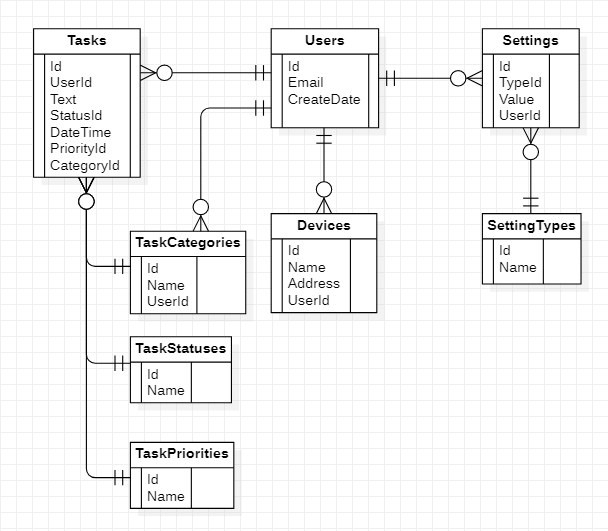 Tasks
Id
UserId
Text
StatusId
DateTime
PriorityId
CategoryId
Users
Id
Email
CreateDate
Settings
Id
TypeId
Value
UserId
TaskCategories
Id
Name
UserId
Devices
Id
Name
Address
UserId
SettingTypes
Id
Name
TaskStatuses
Id
Name
TaskPriorities
Id
Name